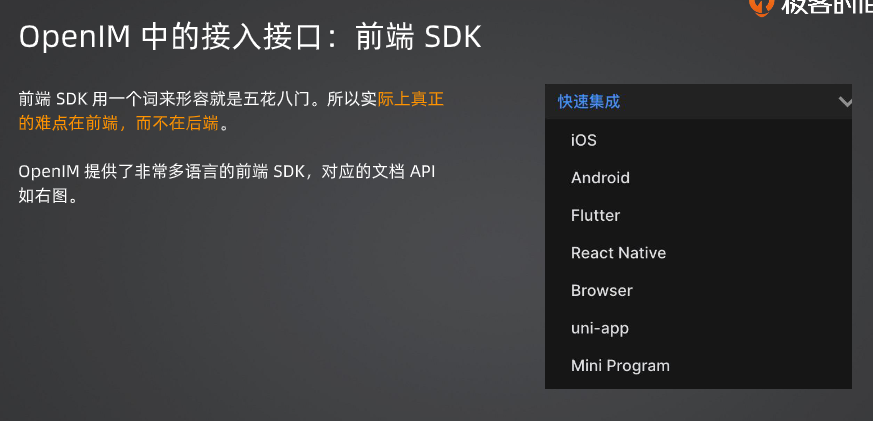 极客时间
OpenIM 中的接入接口：前端 SDK
前端 SDK 用一个词来形容就是五花八门。所以实际上真正
的难点在前端，而不在后端。
OpenIM 提供了非常多语言的前端 SDK，对应的文档 API
如右图。
快速集成
iOS
Android
Flutter
React Native
Browser
uni-app
Mini Program